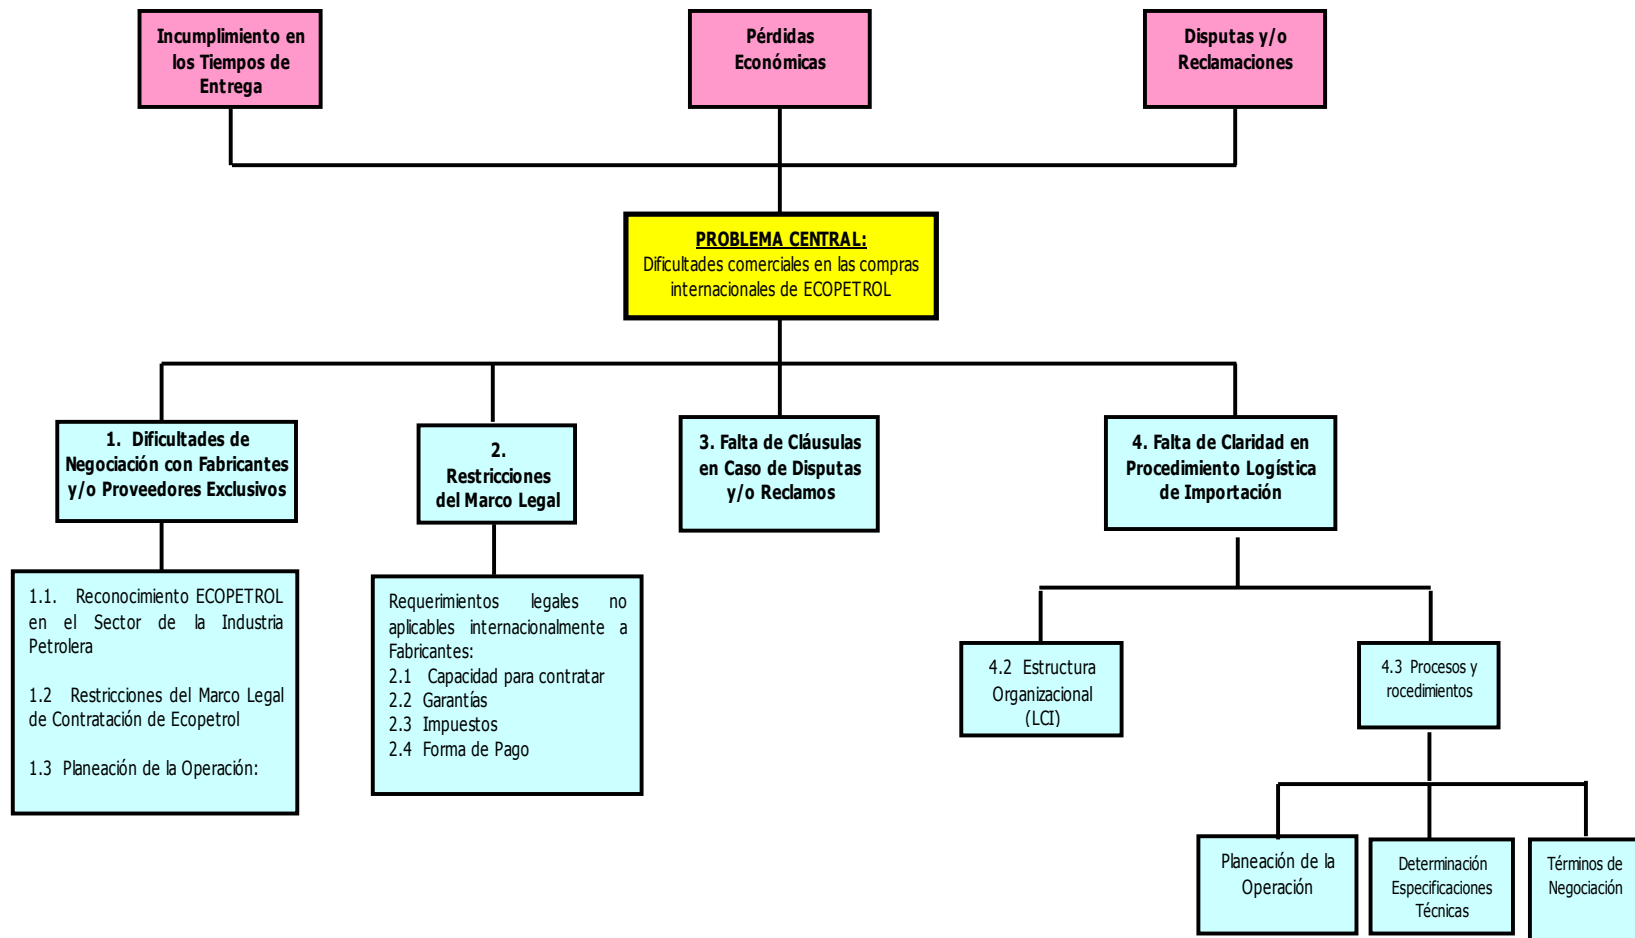 Incumplimiento en
los Tiempos de
Entrega
Pérdidas
Económicas
Disputas y/o
Reclamaciones
PROBLEMA CENTRAL:
Dificultades comerciales en las compras
internacionales de ECOPETROL
1. Dificultades de
Negociación con Fabricantes
y/o Proveedores Exclusivos
2.
Restricciones
del Marco Legal
3. Falta de Cláusulas
en Caso de Disputas
y/o Reclamos
4. Falta de Claridad en
Procedimiento Logística
de Importación
1.1. Reconocimiento ECOPETROL
en el Sector de la Industria
Petrolera
1.2 Restricciones del Marco Legal
de Contratación de Ecopetrol
1.3 Planeación de la Operación:
Requerimientos legales no
aplicables internacionalmente a
Fabricantes:
2.1 Capacidad para contratar
2.2 Garantías
2.3 Impuestos
2.4 Forma de Pago
4.2 Estructura
Organizacional
(LCI)
4.3 Procesos y
rocedimientos
Planeación de la
Operación
Determinación
Especificaciones
Técnicas
Términos de
Negociación